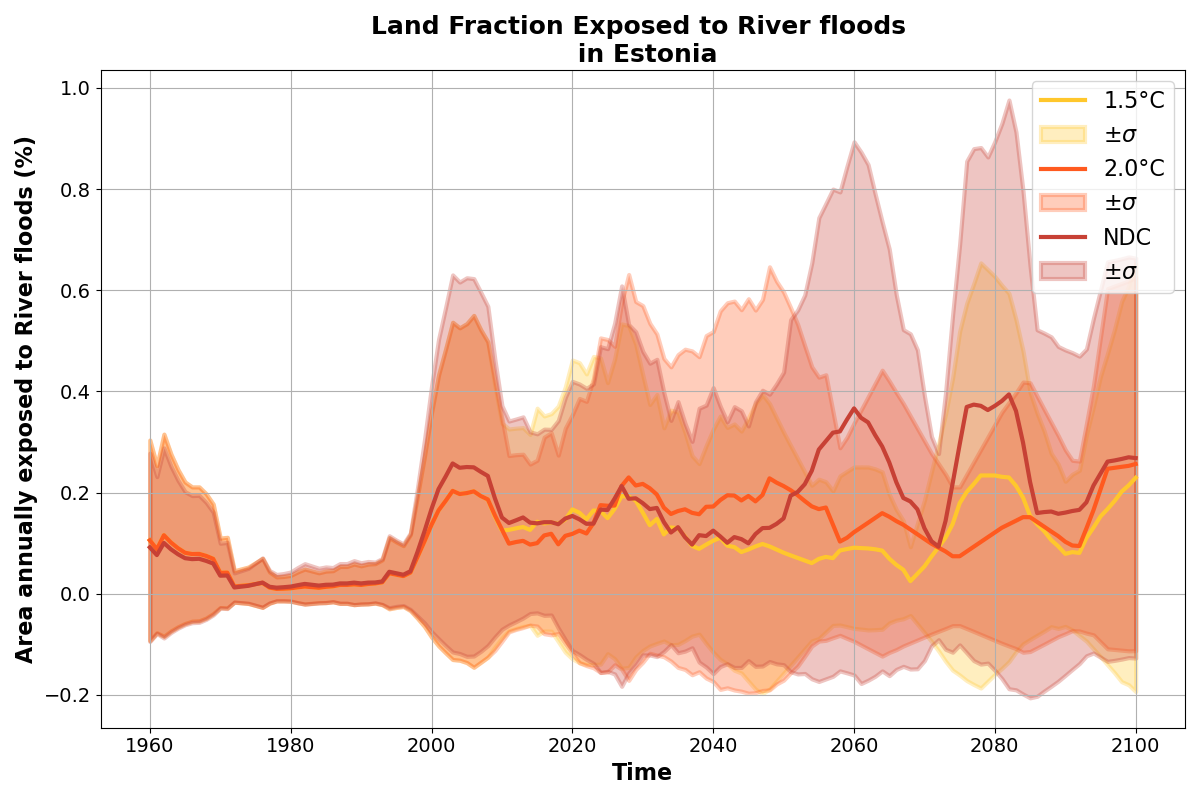 Land Fraction Exposed to River floods
in Estonia
Area annually exposed to River floods (%)
1.0
0.8
0.6
0.4
0.2
0.0
−0.2
1960
1980
2000
2020
2040
2060
2080
2100
Time
1.5°C
±σ
2.0°C
±σ
NDC
±σ